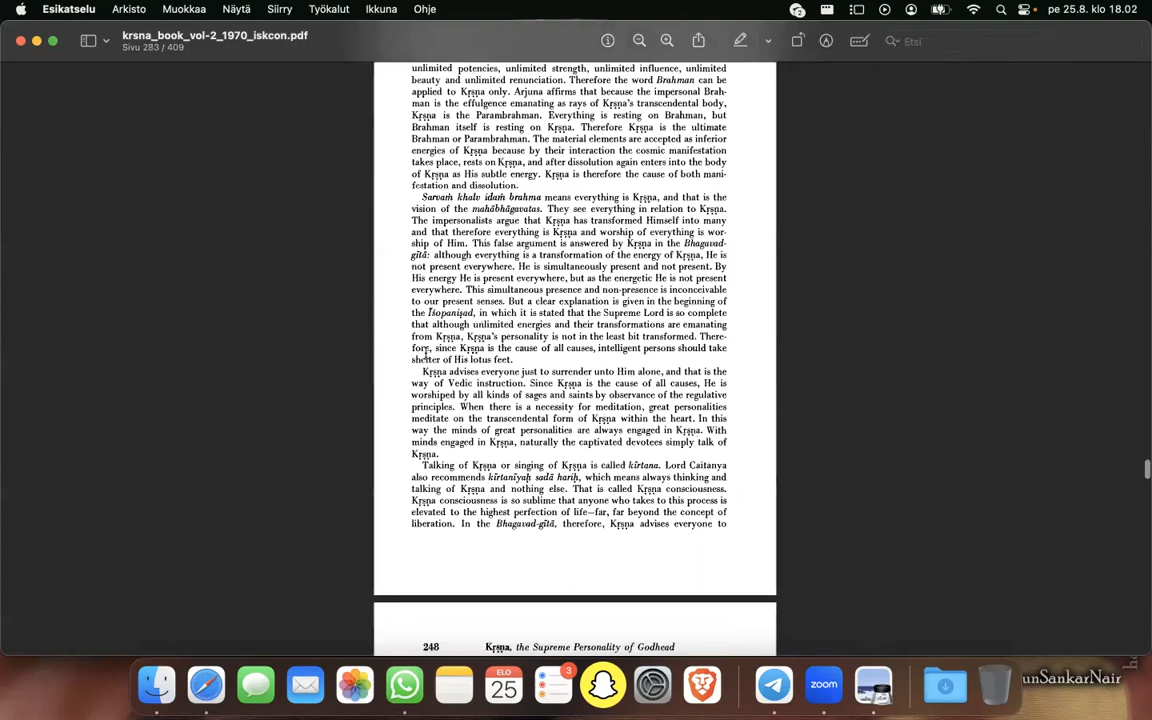 Esikatselu Arkisto Muokkaa Näytä Siirry Työkalut Ikkuna Ohje pe 25.8. klo 18.02
krsna_book_vol-2_1970_iskcon.pdf
Sivu 283 / 409
Etsi
unlimited potencies, unlimited strength, unlimited influence, unlimited
beauty and unlimited renunciation. Therefore the word Brahman can be
applied to Kṛṣṇa only. Arjuna affirms that because the impersonal Brah-
man is the effulgence emanating as rays of Kṛṣṇa's transcendental body,
Kṛṣṇa is the Parambrahman. Everything is resting on Brahman, but
Brahman itself is resting on Kṛṣṇa. Therefore Kṛṣṇa is the ultimate
Brahman or Parambrahman. The material elements are accepted as inferior
energies of Kṛṣṇa because by their interaction the cosmic manifestation
takes place, rests on Kṛṣṇa, and after dissolution again enters into the body
of Kṛṣṇa as His subtle energy. Kṛṣṇa is therefore the cause of both mani-
festation and dissolution.
Sarvaṁ khalv idaṁ brahma means everything is Kṛṣṇa, and that is the
vision of the mahābhāgavatas. They see everything in relation to Kṛṣṇa.
The impersonalists argue that Kṛṣṇa has transformed Himself into many
and that therefore everything is Kṛṣṇa and worship of everything is wor-
ship of Him. This false argument is answered by Kṛṣṇa in the Bhagavad-
gītā: although everything is a transformation of the energy of Kṛṣṇa, He is
not present everywhere. He is simultaneously present and not present. By
His energy He is present everywhere, but as the energetic He is not present
everywhere. This simultaneous presence and non-presence is inconceivable
to our present senses. But a clear explanation is given in the beginning of
the Īśopaniṣad, in which it is stated that the Supreme Lord is so complete
that although unlimited energies and their transformations are emanating
from Kṛṣṇa, Kṛṣṇa's personality is not in the least bit transformed. There-
fore, since Kṛṣṇa is the cause of all causes, intelligent persons should take
shelter of His lotus feet.
Kṛṣṇa advises everyone just to surrender unto Him alone, and that is the
way of Vedic instruction. Since Kṛṣṇa is the cause of all causes, He is
worshiped by all kinds of sages and saints by observance of the regulative
principles. When there is a necessity for meditation, great personalities
meditate on the transcendental form of Kṛṣṇa within the heart. In this
way the minds of great personalities are always engaged in Kṛṣṇa. With
minds engaged in Kṛṣṇa, naturally the captivated devotees simply talk of
Kṛṣṇa.
Talking of Kṛṣṇa or singing of Kṛṣṇa is called kīrtana. Lord Caitanya
also recommends kīrtanīyaḥ sadā hariḥ, which means always thinking and
talking of Kṛṣṇa and nothing else. That is called Kṛṣṇa consciousness.
Kṛṣṇa consciousness is so sublime that anyone who takes to this process is
elevated to the highest perfection of life—far, far beyond the concept of
liberation. In the Bhagavad-gītā, therefore, Kṛṣṇa advises everyone to
248 Kṛṣṇa, the Supreme Personality of Godhead
ELO
25
3
zoom
unSankarNair